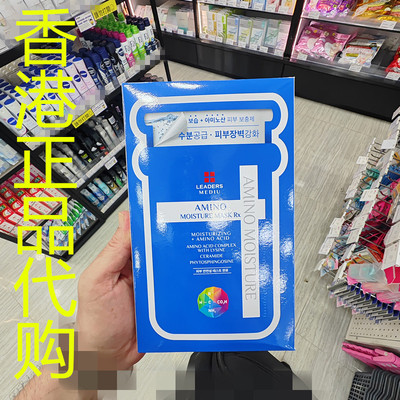 香港正品代购
보습 + 아미노산 피부 보충제
수분공급 · 피부장벽강화
LEADERS
MEDIU
AMINO
MOISTURE MASK Rx
MOISTURIZING
+ AMINO ACID
AMINO ACID COMPLEX
WITH LYSINE
CERAMIDE
PHYTOSPHINGOSINE
AMINO MOISTURE